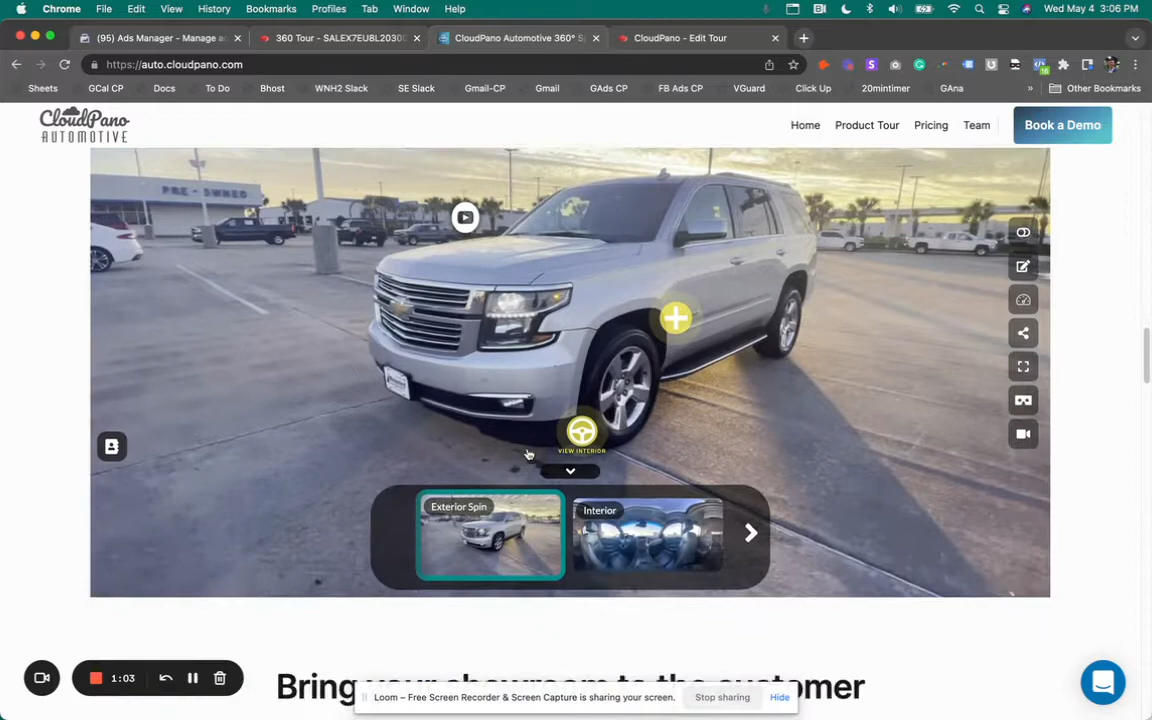 Chrome File Edit View History Bookmarks Profiles Tab Window Help
Wed May 4 3:06 PM
(95) Ads Manager - Manage a
360 Tour - SALEX7EU8L2030
CloudPano Automotive 360° S
CloudPano - Edit Tour
https://auto.cloudpano.com
Sheets GCal CP Docs To Do Bhost WNH2 Slack SE Slack Gmail-CP Gmail GAds CP FB Ads CP VGuard Click Up 20mintimer GAna » Other Bookmarks
16
CloudPano
AUTOMOTIVE
Home Product Tour Pricing Team Book a Demo
PRE-OWNED
VIEW INTERIOR
Exterior Spin
Interior
Bring your showroom to the customer
1:03
Loom – Free Screen Recorder & Screen Capture is sharing your screen. Stop sharing Hide